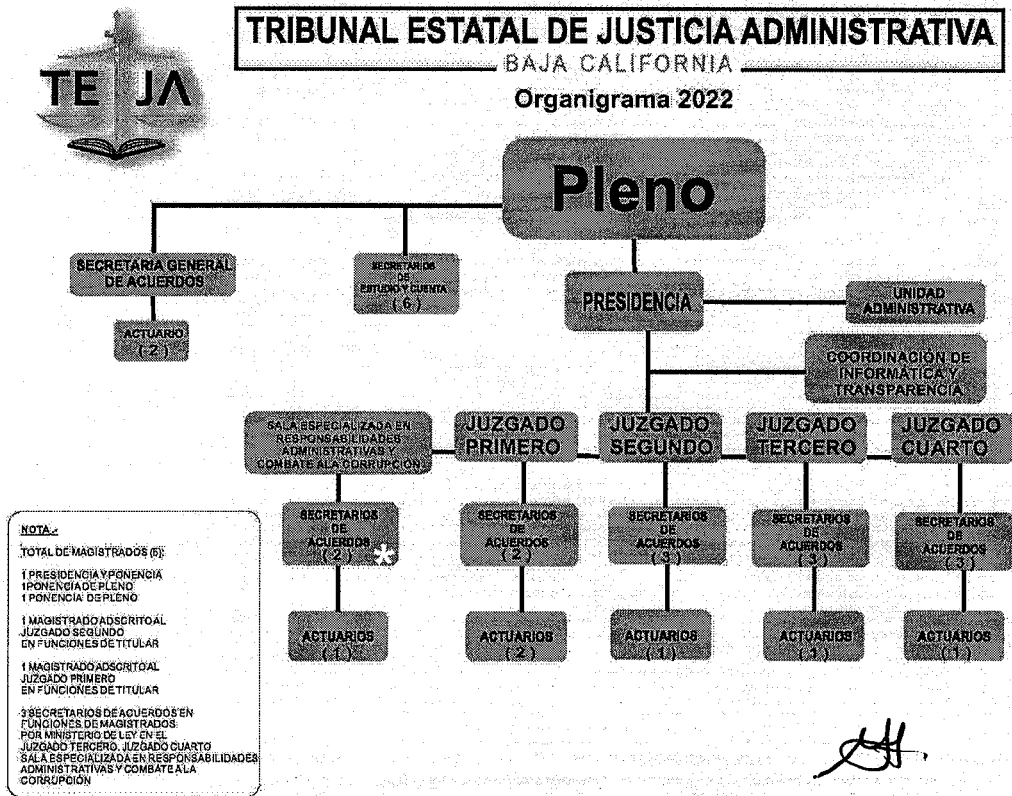 TEJA
TRIBUNAL ESTATAL DE JUSTICIA ADMINISTRATIVA
BAJA CALIFORNIA
Organigrama 2022
Pleno
SECRETARIA GENERAL
DE ACUERDOS
ACTUARIO
( 2 )
SECRETARIOS
DE
ESTUDIO Y CUENTA
( 6 )
PRESIDENCIA
UNIDAD
ADMINISTRATIVA
COORDINACIÓN DE
INFORMÁTICA Y
TRANSPARENCIA
SALA ESPECIALIZADA EN
RESPONSABILIDADES
ADMINISTRATIVAS Y
COMBATE A LA CORRUPCIÓN
JUZGADO
PRIMERO
JUZGADO
SEGUNDO
JUZGADO
TERCERO
JUZGADO
CUARTO
SECRETARIOS
DE
ACUERDOS
( 2 ) *
SECRETARIOS
DE
ACUERDOS
( 2 )
SECRETARIOS
DE
ACUERDOS
( 3 )
SECRETARIOS
DE
ACUERDOS
( 3 )
SECRETARIOS
DE
ACUERDOS
( 3 )
ACTUARIOS
( 1 )
ACTUARIOS
( 2 )
ACTUARIOS
( 1 )
ACTUARIOS
( 1 )
ACTUARIOS
( 1 )
NOTA.-
TOTAL DE MAGISTRADOS (5):
1 PRESIDENCIA Y PONENCIA
1 PONENCIA DE PLENO
1 PONENCIA DE PLENO
1 MAGISTRADO ADSCRITO AL
JUZGADO SEGUNDO
EN FUNCIONES DE TITULAR
1 MAGISTRADO ADSCRITO AL
JUZGADO PRIMERO
EN FUNCIONES DE TITULAR
3 SECRETARIOS DE ACUERDOS EN
FUNCIONES DE MAGISTRADOS
POR MINISTERIO DE LEY EN EL
JUZGADO TERCERO, JUZGADO CUARTO
SALA ESPECIALIZADA EN RESPONSABILIDADES
ADMINISTRATIVAS Y COMBATE A LA
CORRUPCIÓN